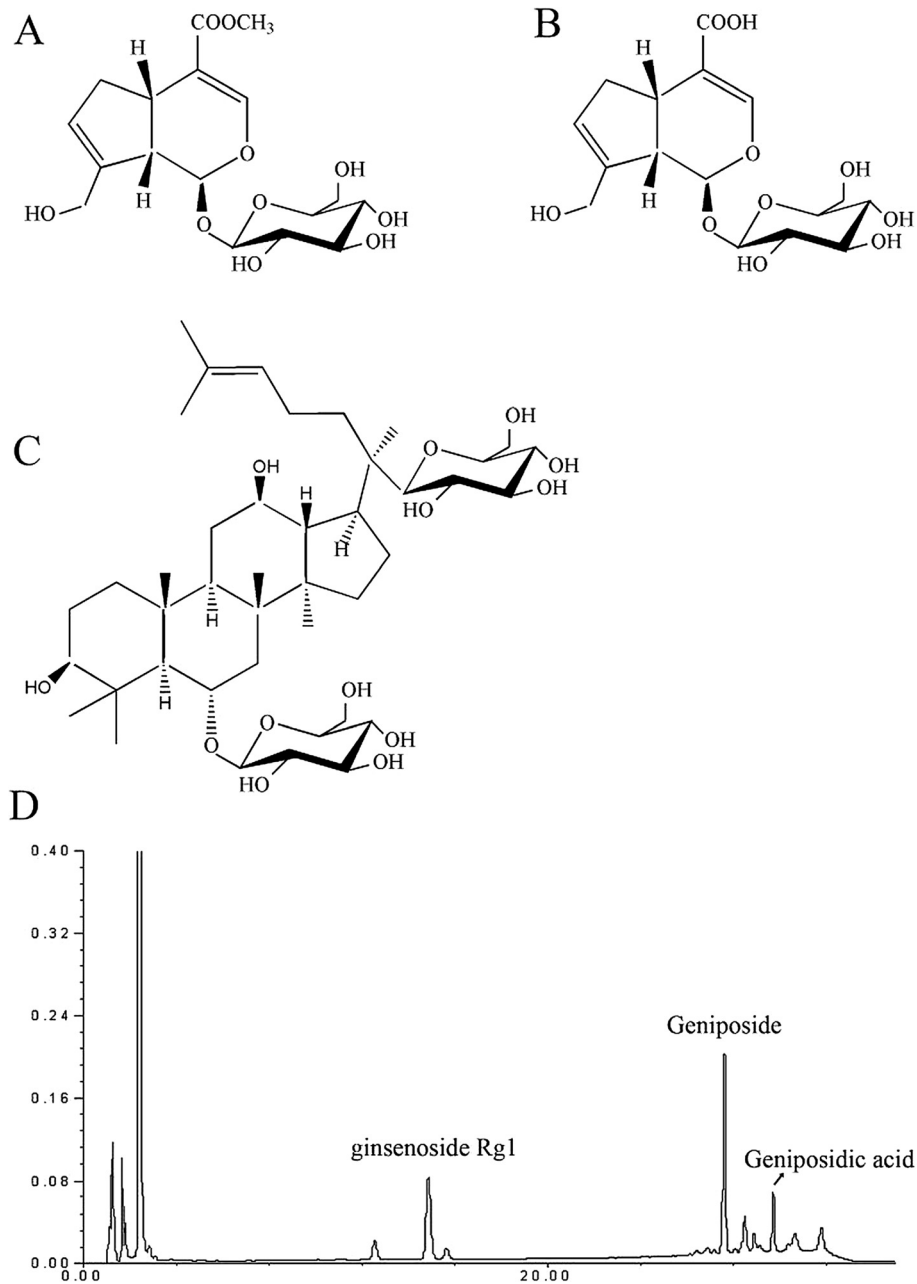 A
COOCH3
H
O
H
HO
O
O
OH
OH
OH
HO
B
COOH
H
O
H
HO
O
O
OH
OH
OH
HO
C
OH
O
OH
OH
HO
OH
H
H
H
HO
H
O
O
OH
OH
OH
HO
D
0.40
0.32
0.24
Geniposide
0.16
ginsenoside Rg1
Geniposidic acid
0.08
0.00
0.00
20.00